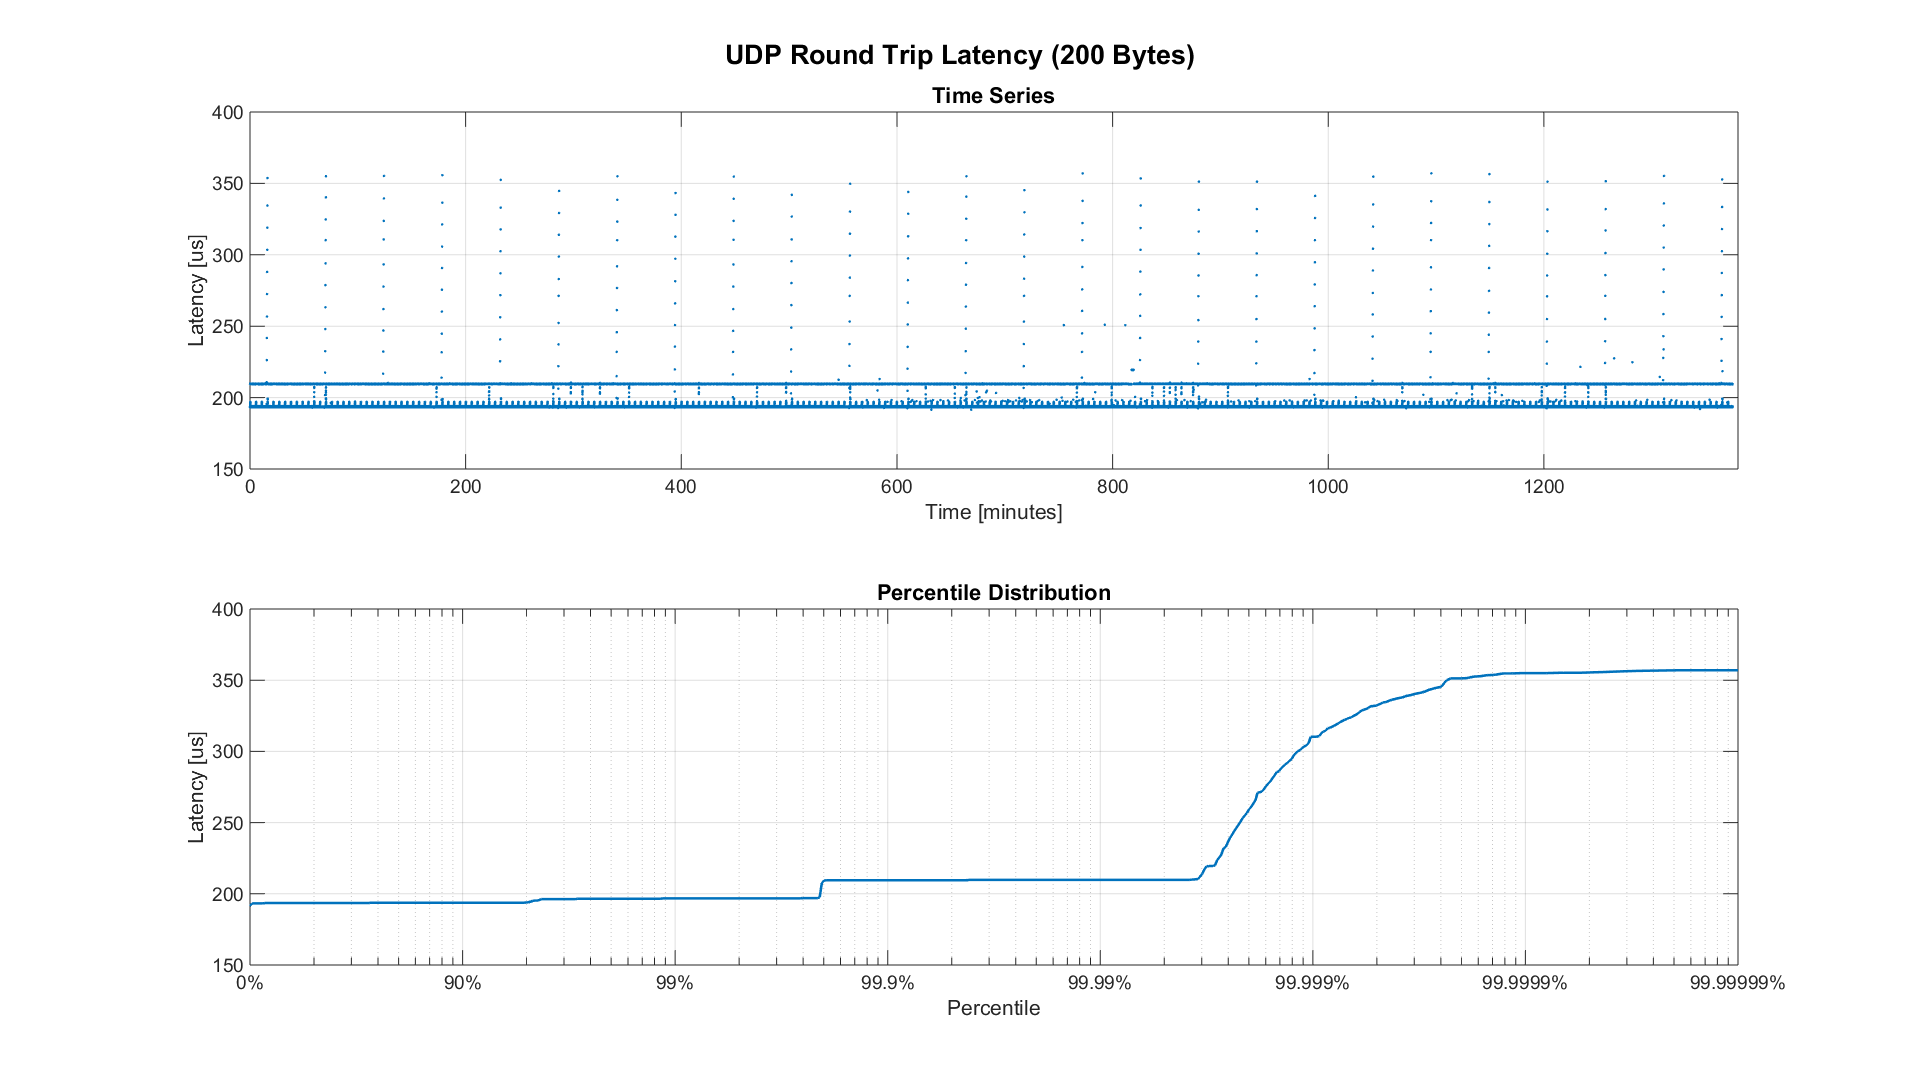 UDP Round Trip Latency (200 Bytes)
Time Series
400
350
300
250
200
150
Latency [us]
0 200 400 600 800 1000 1200
Time [minutes]
Percentile Distribution
400
350
300
250
200
150
Latency [us]
0% 90% 99% 99.9% 99.99% 99.999% 99.9999% 99.99999%
Percentile